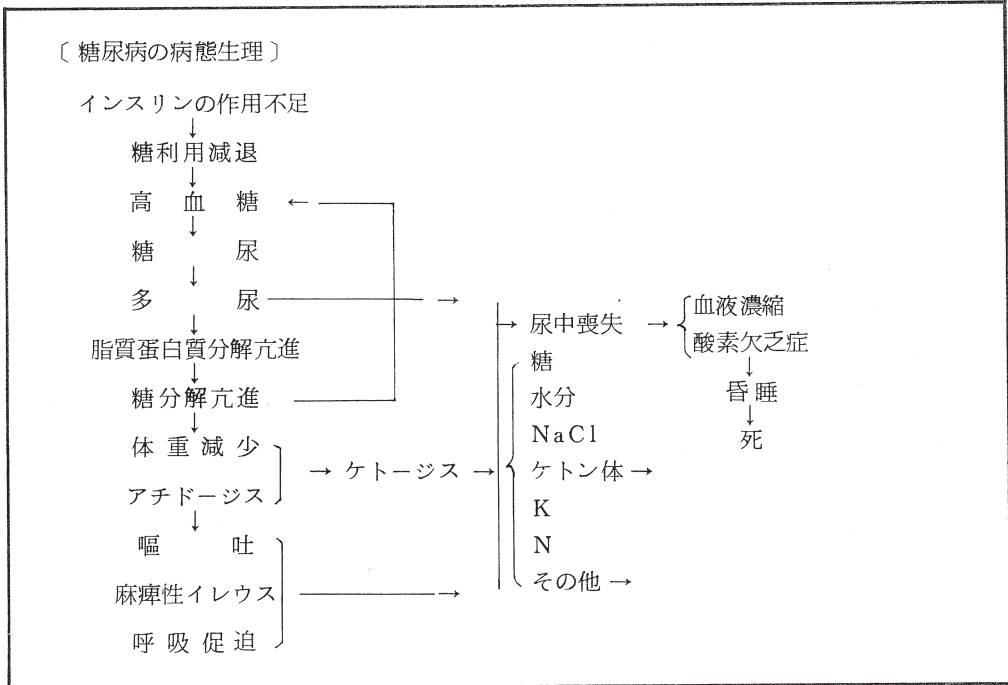 〔 糖尿病の病態生理 〕
インスリンの作用不足
↓
糖利用減退
↓
高血糖 ←
↓
糖尿
↓
多尿 →
↓
脂質蛋白質分解亢進
↓
糖分解亢進
↓
体重減少
アチドージス
→ ケトージス →
↓
嘔吐
麻痺性イレウス →
呼吸促迫
→ 尿中喪失 →
糖
水分
NaCl
ケトン体 →
K
N
その他 →
血液濃縮
酸素欠乏症
↓
昏睡
↓
死